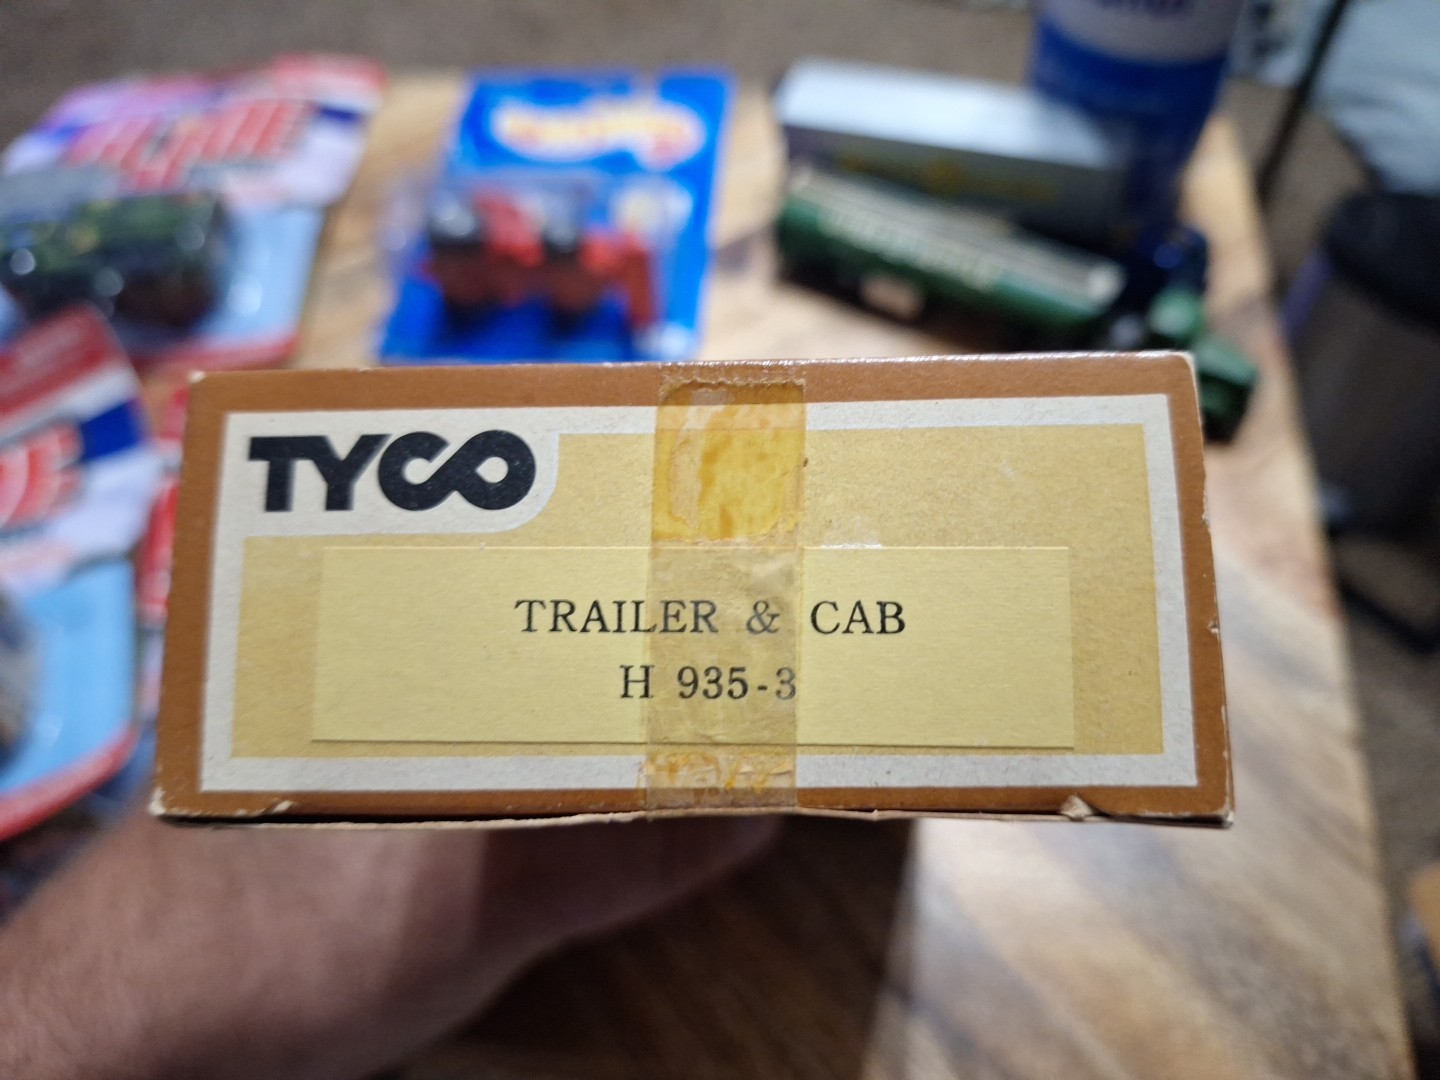 TYCO
TRAILER & CAB
H 935-3